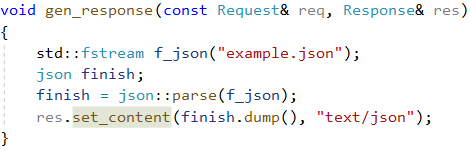 void gen_response(const Request& req, Response& res)
{
    std::fstream f_json("example.json");
    json finish;
    finish = json::parse(f_json);
    res.set_content(finish.dump(), "text/json");
}